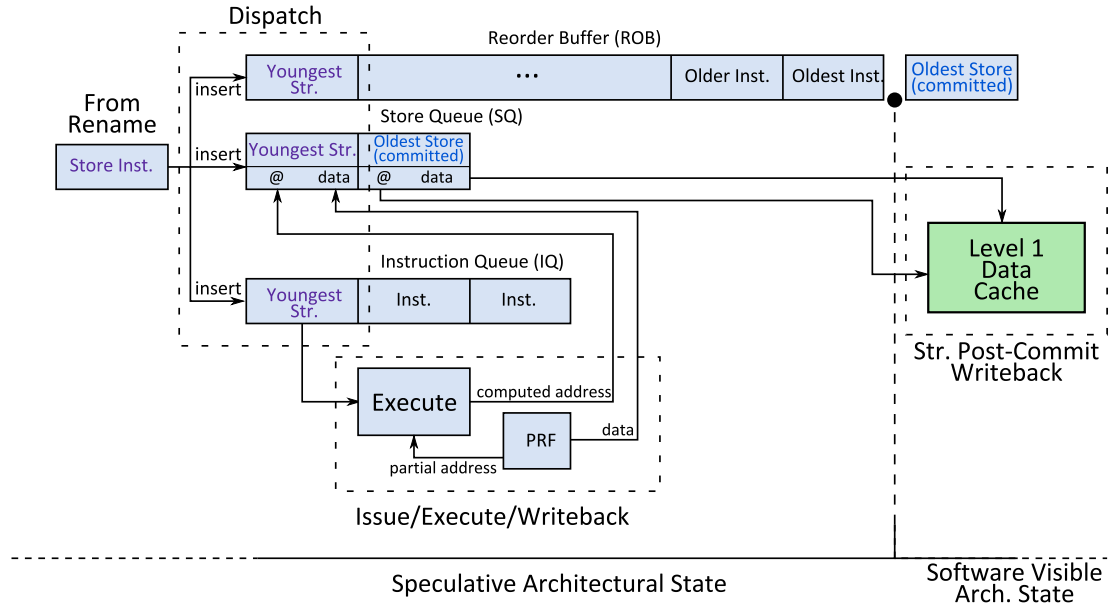 Dispatch
Reorder Buffer (ROB)
Youngest
Str.
...
Older Inst.
Oldest Inst.
Oldest Store
(committed)
insert
From
Rename
Store Inst.
Store Queue (SQ)
insert
Youngest Str.
Oldest Store
(committed)
@ data
@ data
Level 1
Data
Cache
Str. Post-Commit
Writeback
Instruction Queue (IQ)
insert
Youngest
Str.
Inst.
Inst.
Execute
computed address
PRF
data
partial address
Issue/Execute/Writeback
Speculative Architectural State
Software Visible
Arch. State